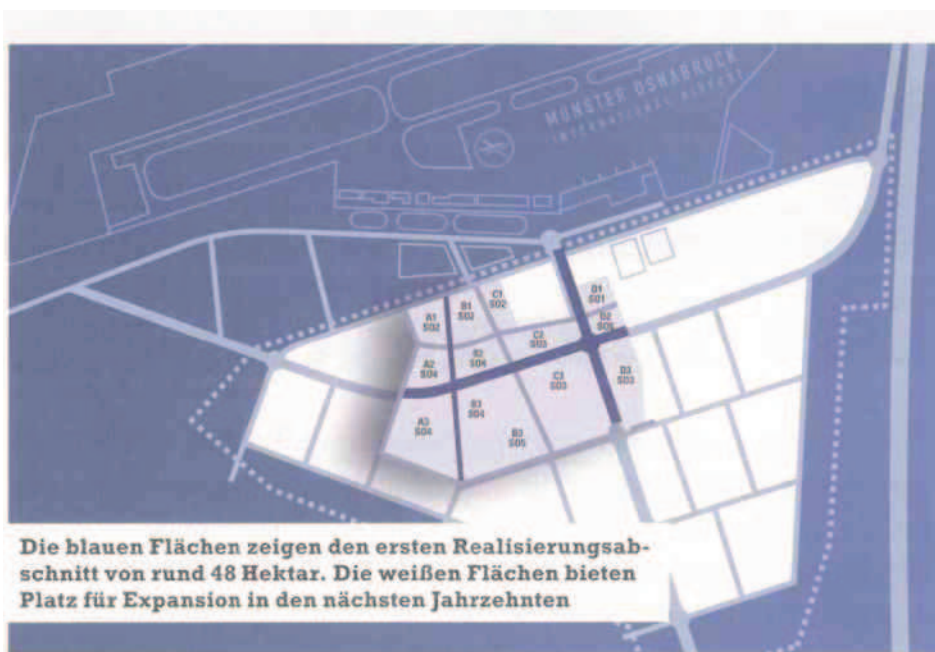 MÜNSTER OSNABRÜCK
INTERNATIONAL AIRPORT
C1
S02
B1
S02
A1
S02
D1
S01
D2
S06
C2
S03
B2
S04
A2
S04
C3
S03
D3
S03
B3
S04
A3
S04
B3
S05
Die blauen Flächen zeigen den ersten Realisierungsab-
schnitt von rund 48 Hektar. Die weißen Flächen bieten
Platz für Expansion in den nächsten Jahrzehnten